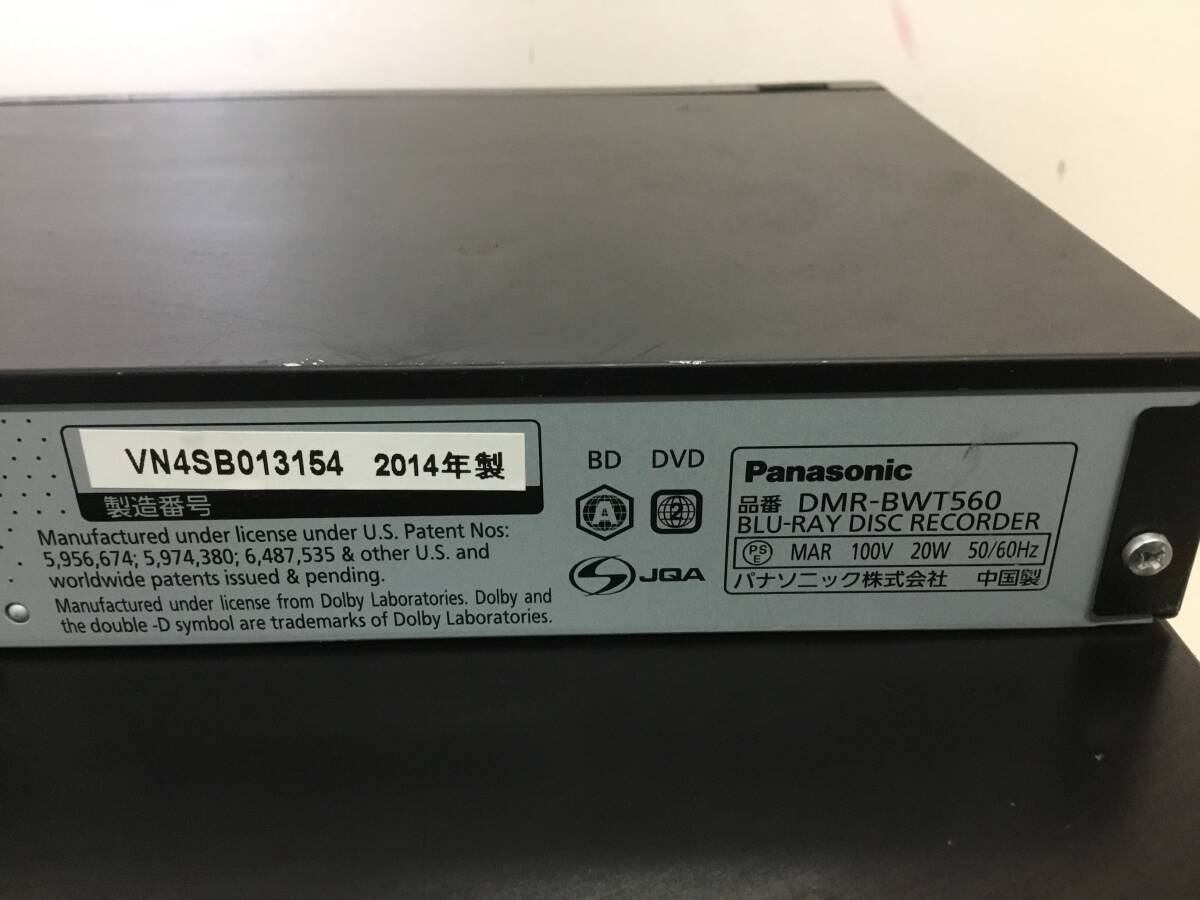 VN4SB013154 2014年製
製造番号
Manufactured under license under U.S. Patent Nos:
5,956,674; 5,974,380; 6,487,535 & other U.S. and
worldwide patents issued & pending.
Manufactured under license from Dolby Laboratories. Dolby and
the double -D symbol are trademarks of Dolby Laboratories.
BD DVD
A 2
S JQA
Panasonic
品番 DMR-BWT560
BLU-RAY DISC RECORDER
PSE MAR 100V 20W 50/60Hz
パナソニック株式会社 中国製